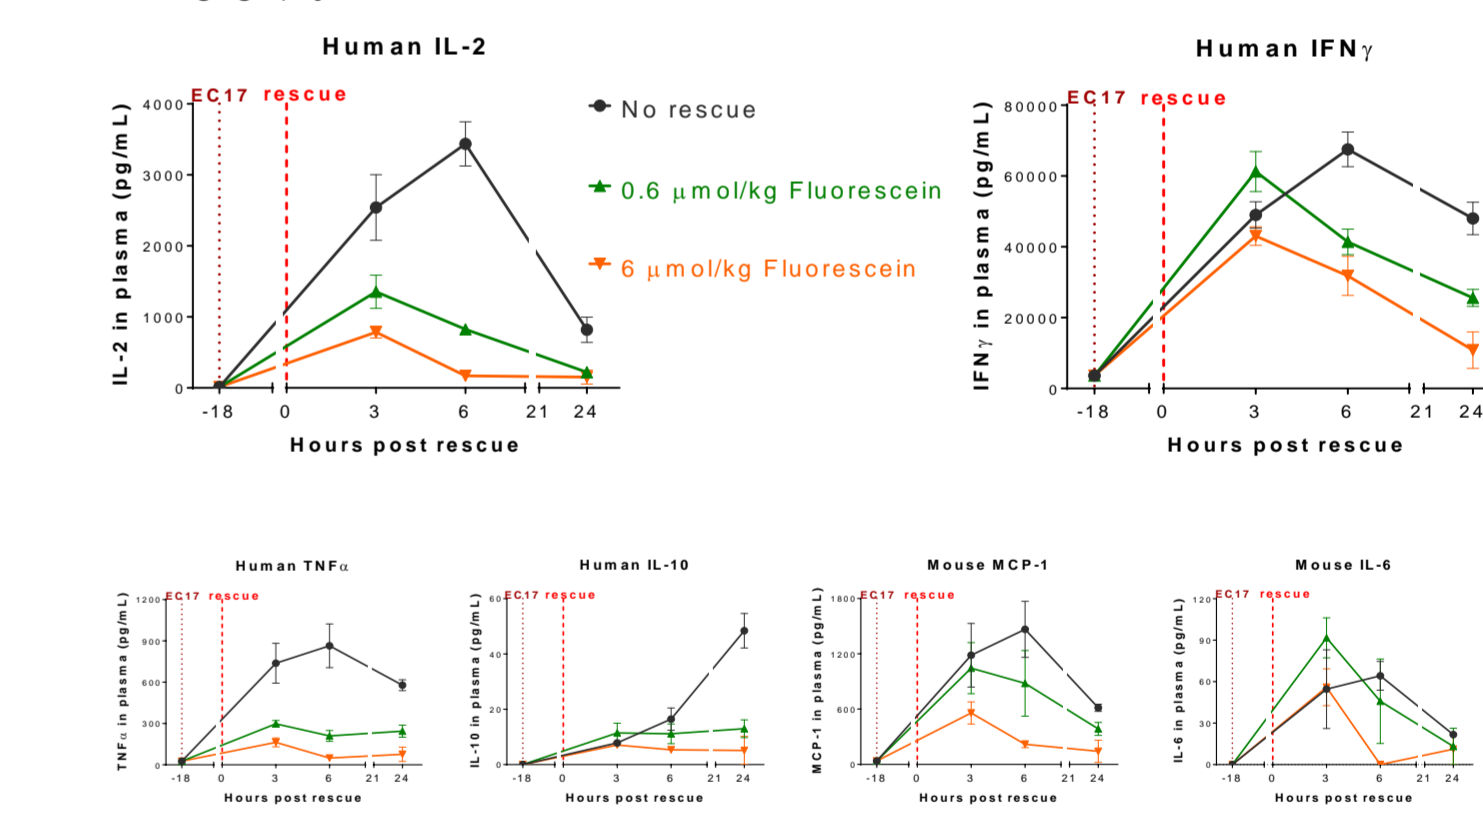 Human IL-2
EC17 rescue
IL-2 in plasma (pg/mL)
4000
3000
2000
1000
0
-18 0 3 6 21 24
Hours post rescue
No rescue
0.6 μmol/kg Fluorescein
6 μmol/kg Fluorescein
Human IFNγ
EC17 rescue
IFNγ in plasma (pg/mL)
80000
60000
40000
20000
0
-18 0 3 6 21 24
Hours post rescue
Human TNFα
EC17 rescue
TNFα in plasma (pg/mL)
1200
900
600
300
0
-18 0 3 6 21 24
Hours post rescue
Human IL-10
EC17 rescue
IL-10 in plasma (pg/mL)
60
40
20
0
-18 0 3 6 21 24
Hours post rescue
Mouse MCP-1
EC17 rescue
MCP-1 in plasma (pg/mL)
1800
1200
600
0
-18 0 3 6 21 24
Hours post rescue
Mouse IL-6
EC17 rescue
IL-6 in plasma (pg/mL)
120
90
60
30
0
-18 0 3 6 21 24
Hours post rescue